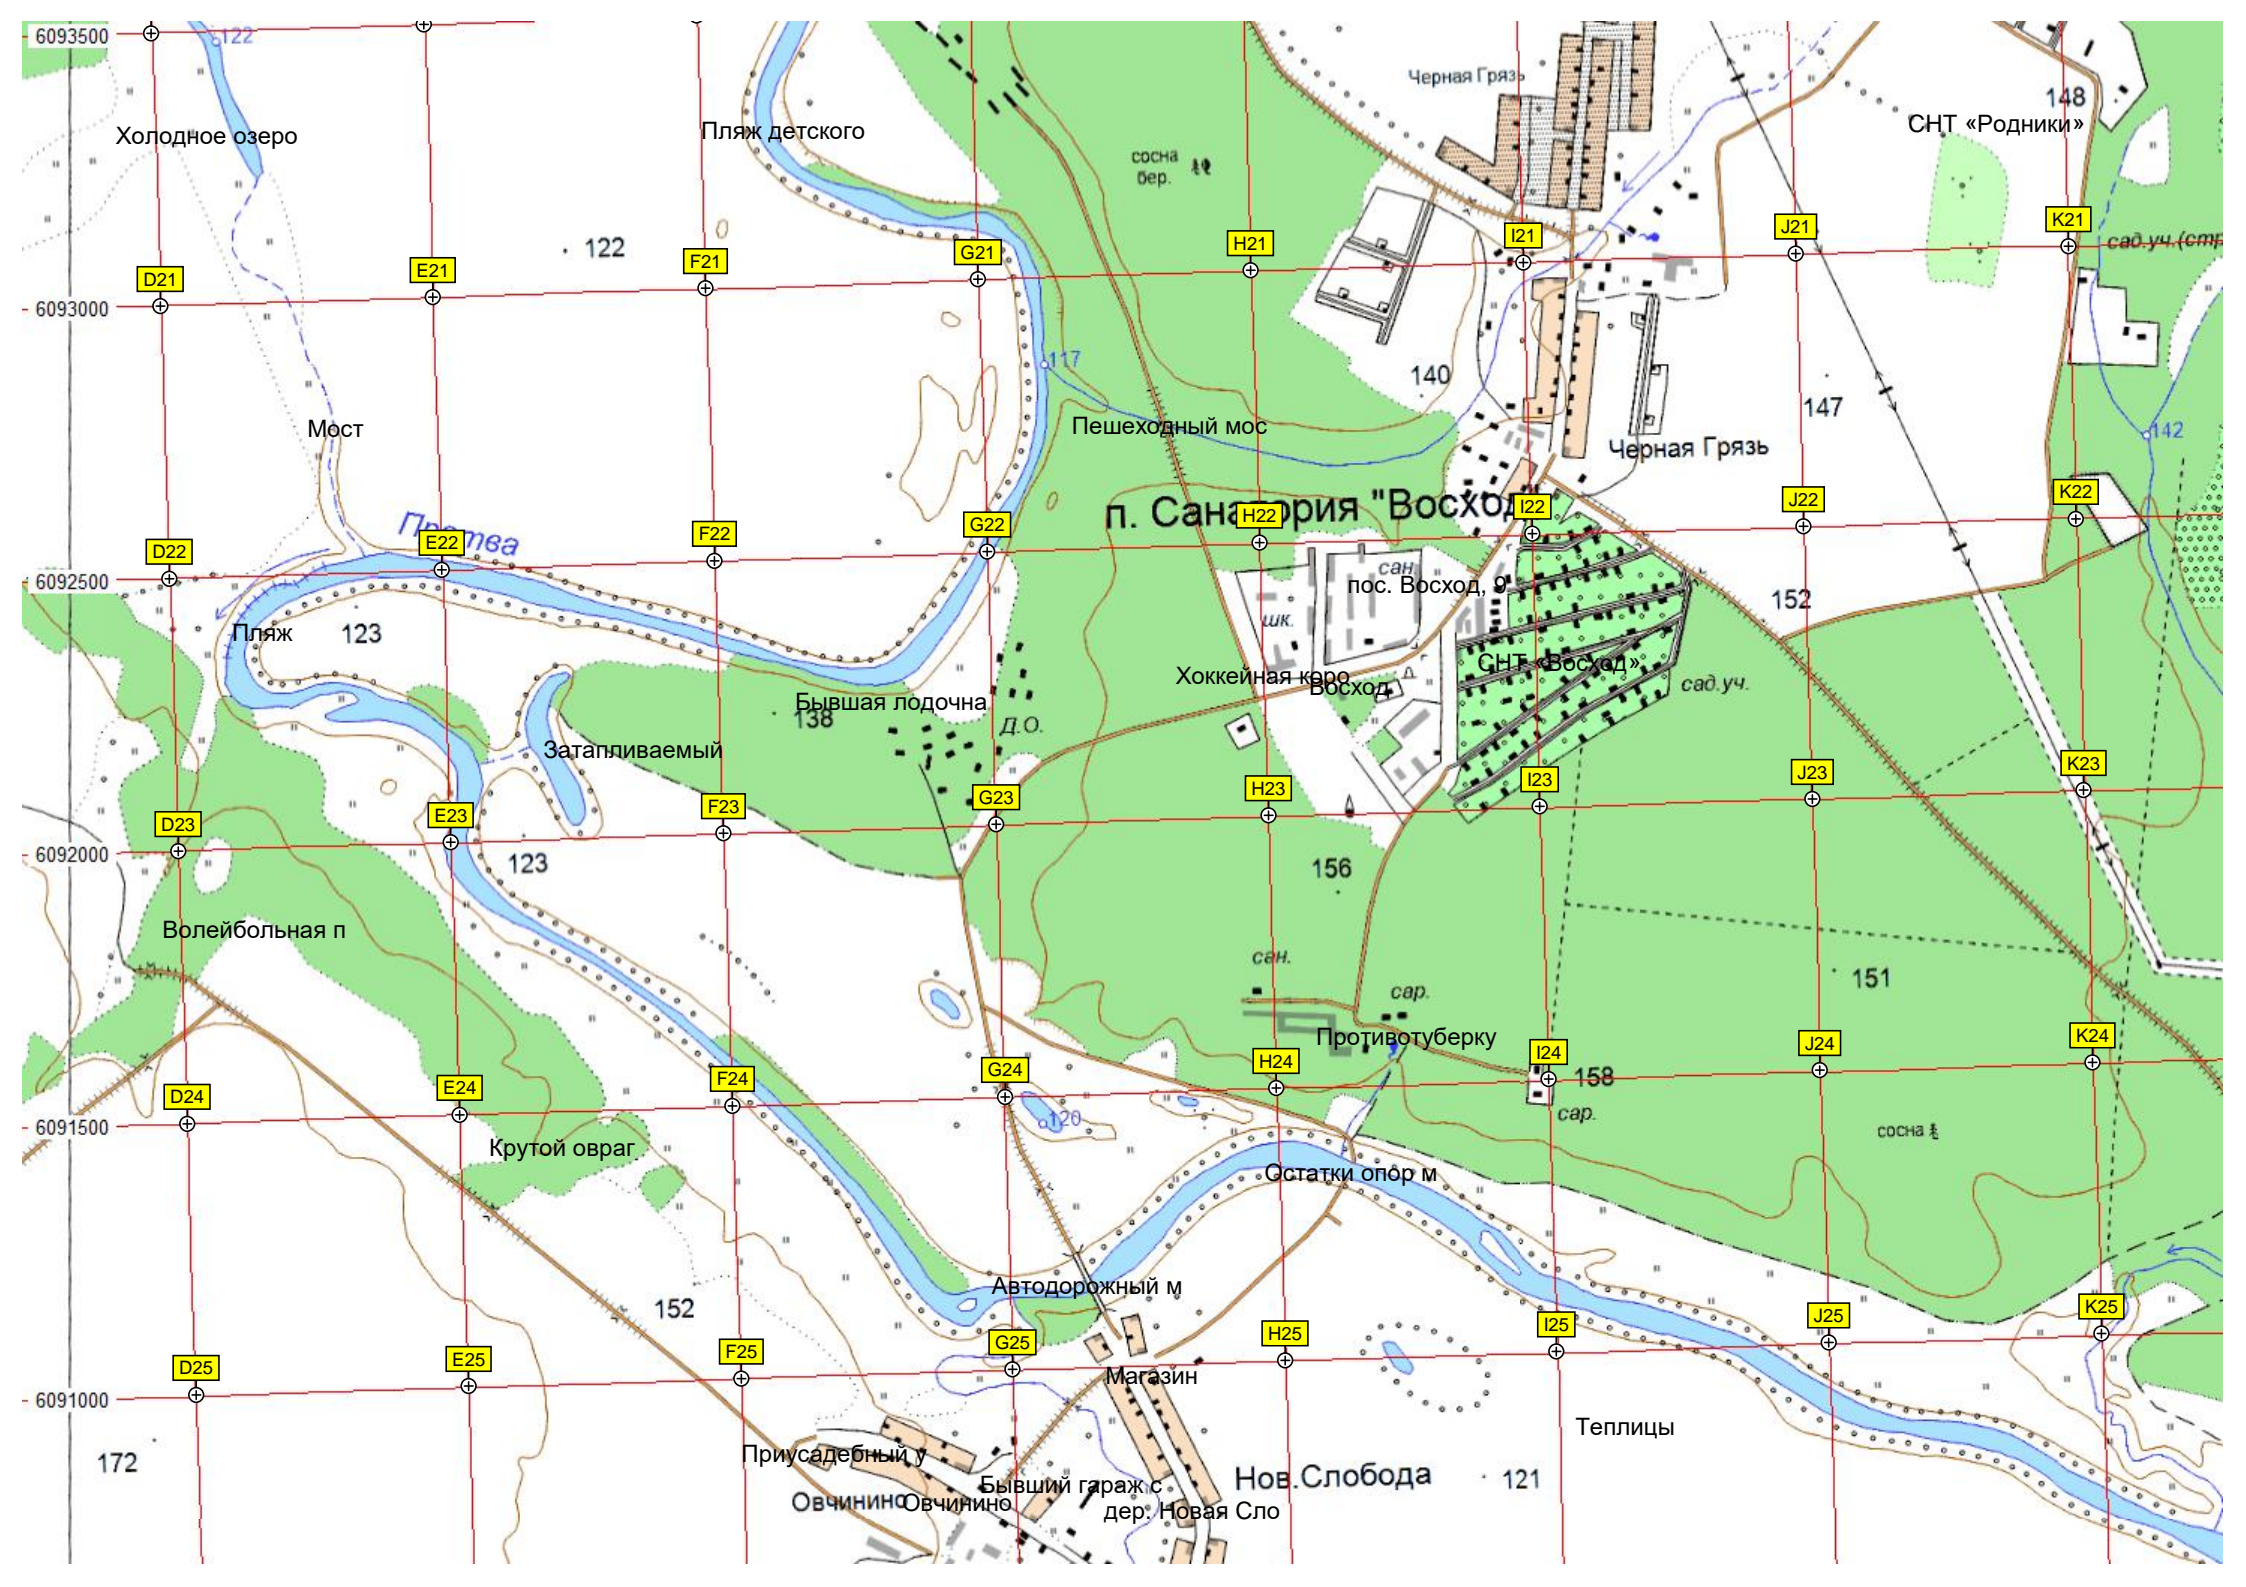 6093500
122
Черная Грязь
148
Холодное озеро
Пляж детского
СНТ «Родники»
сосна
бер.
D21
E21
F21
G21
H21
I21
J21
K21
122
сад.уч.(стр
6093000
117
140
147
Мост
Пешеходный мос
142
Черная Грязь
Протва
п. Санатория "Восход
D22
E22
F22
G22
H22
I22
J22
K22
6092500
сан.
пос. Восход, 9
152
шк.
Пляж
123
СНТ «Восход»
Хоккейная коро
Восход
сад.уч.
Бывшая лодочна
138
Д.О.
Затапливаемый
D23
E23
F23
G23
H23
I23
J23
K23
6092000
123
156
Волейбольная п
сан.
151
сар.
Противотуберку
D24
E24
F24
G24
H24
I24
J24
K24
158
сар.
6091500
120
сосна
Крутой овраг
Остатки опор м
Автодорожный м
152
D25
E25
F25
G25
H25
I25
J25
K25
6091000
Магазин
Теплицы
172
Приусадебный у
Нов.Слобода
121
Бывший гараж с
Овчинино
Овчинино
дер. Новая Сло